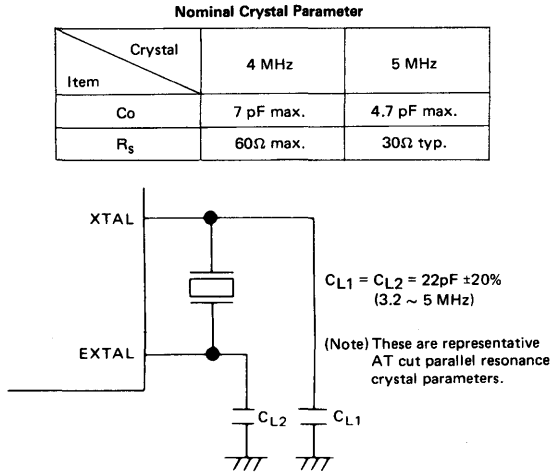 Nominal Crystal Parameter
Crystal
Item
4 MHz
5 MHz
Co
7 pF max.
4.7 pF max.
Rs
60Ω max.
30Ω typ.
XTAL
EXTAL
CL1 = CL2 = 22pF ±20%
(3.2 ~ 5 MHz)
(Note) These are representative
AT cut parallel resonance
crystal parameters.
CL2
CL1